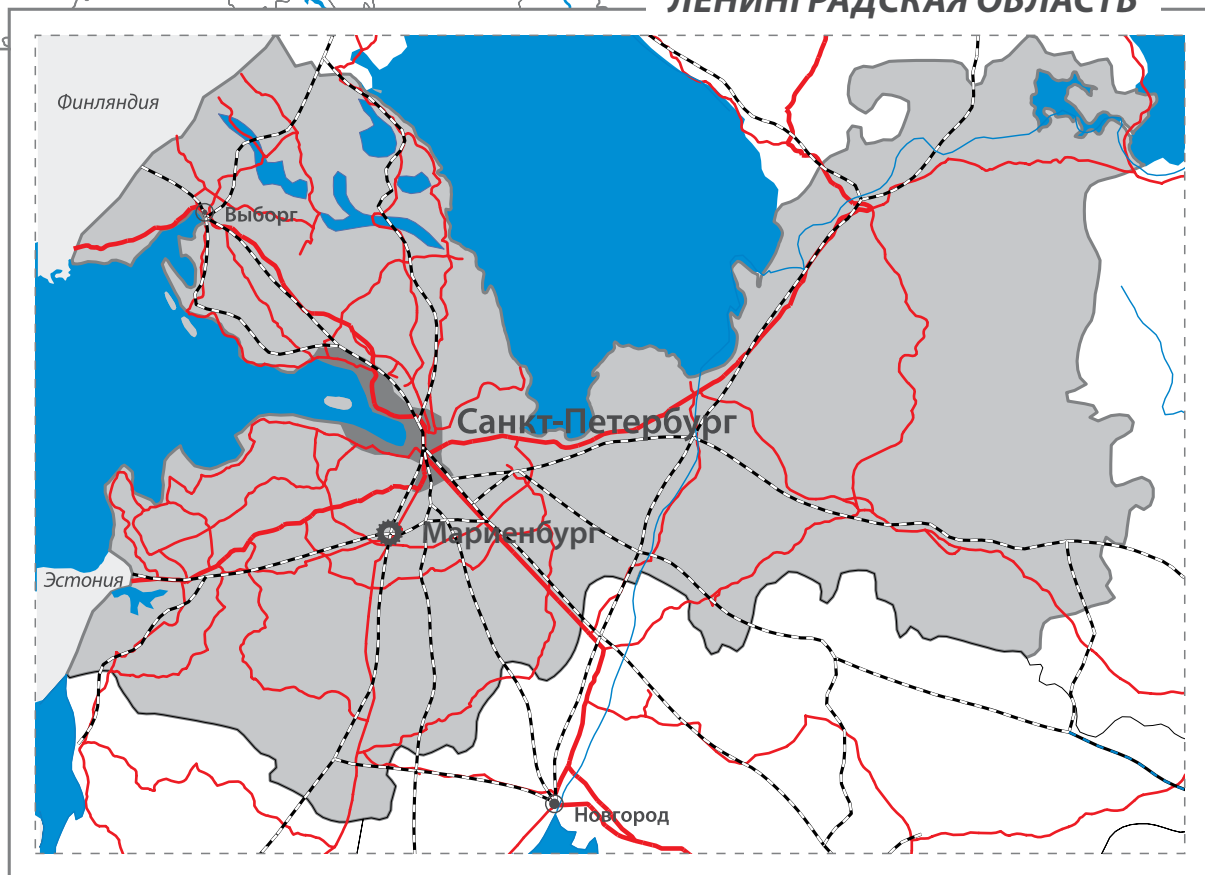 ЛЕНИНГРАДСКАЯ ОБЛАСТЬ
Финляндия
Выборг
Санкт-Петербург
Мариенбург
Эстония
Новгород